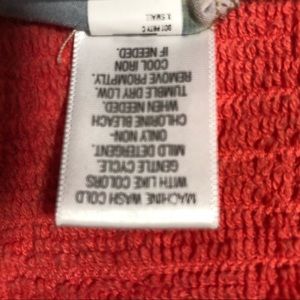 MACHINE WASH COLD
WITH LIKE COLORS
GENTLE CYCLE.
MILD DETERGENT.
ONLY NON-
CHLORINE BLEACH
WHEN NEEDED.
TUMBLE DRY LOW.
REMOVE PROMPTLY.
COOL IRON
IF NEEDED.
X SMALL